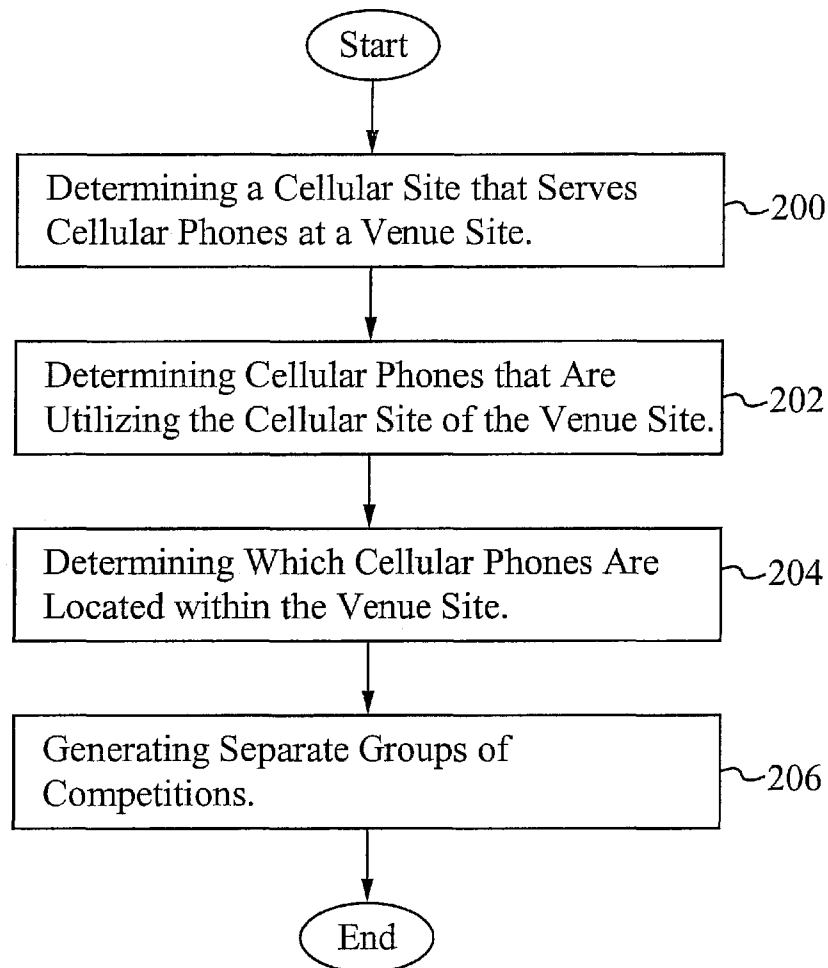 Start
Determining a Cellular Site that Serves
Cellular Phones at a Venue Site.
200
Determining Cellular Phones that Are
Utilizing the Cellular Site of the Venue Site.
202
Determining Which Cellular Phones Are
Located within the Venue Site.
204
Generating Separate Groups of
Competitions.
206
End